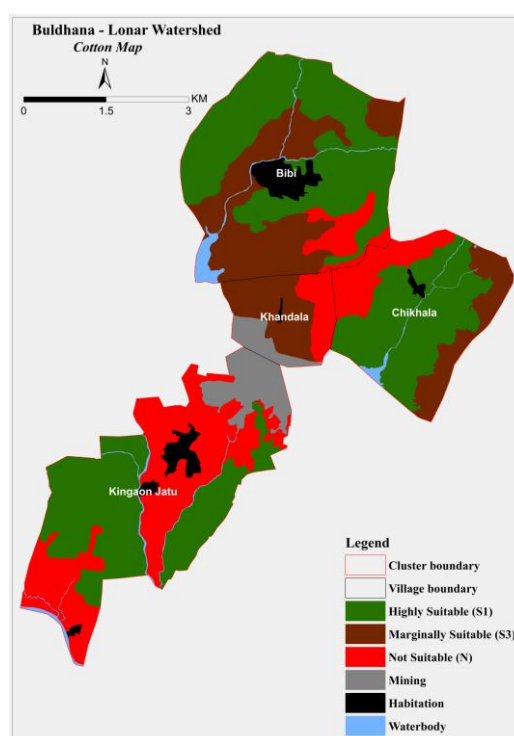 Buldhana - Lonar Watershed
Cotton Map
N
KM
0 1.5 3
Bibi
Khandala
Chikhala
Kingaon Jatu
Legend
Cluster boundary
Village boundary
Highly Suitable (S1)
Marginally Suitable (S3)
Not Suitable (N)
Mining
Habitation
Waterbody